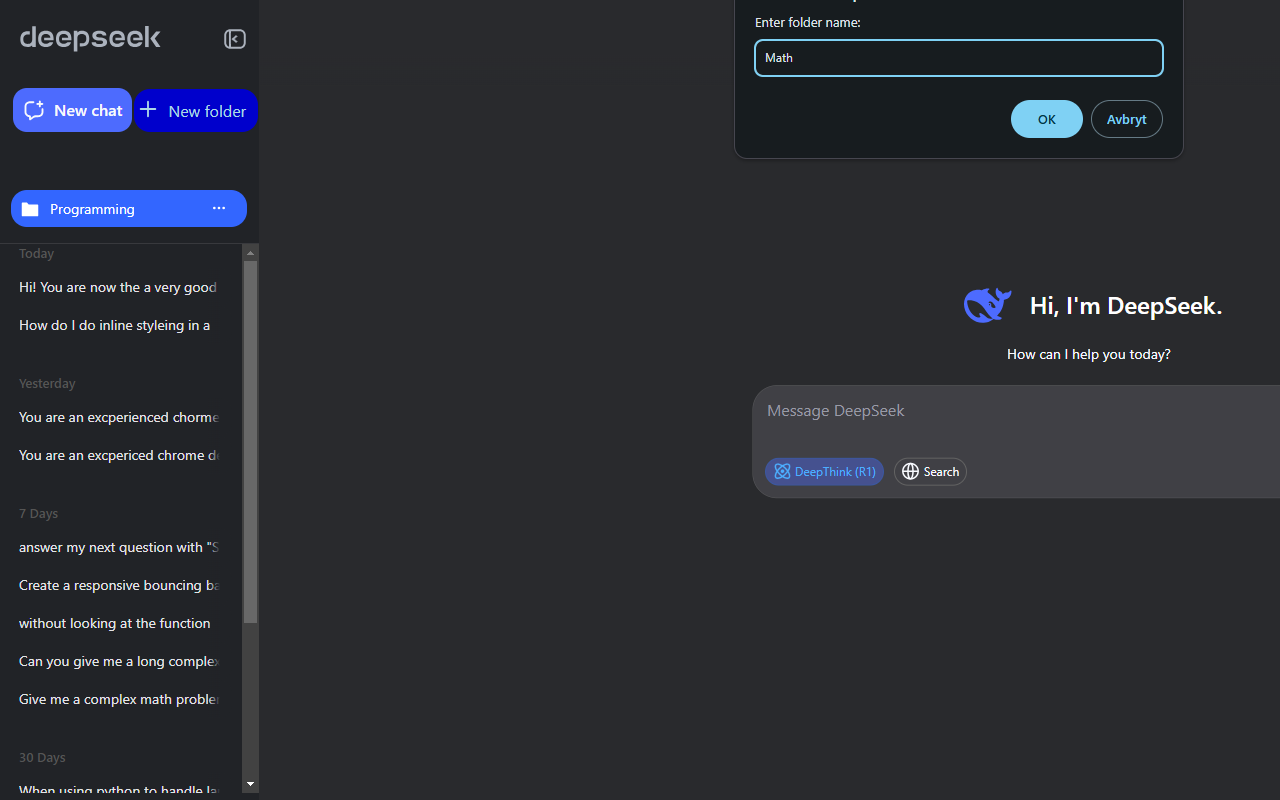 deepseek
New chat
New folder
Programming
Today
Hi! You are now the a very good
How do I do inline styleing in a
Yesterday
You are an excperienced chorme
You are an excpericed chrome d
7 Days
answer my next question with "S
Create a responsive bouncing ba
without looking at the function
Can you give me a long complex
Give me a complex math problem
30 Days
When using python to handle la
Enter folder name:
Math
OK
Avbryt
Hi, I'm DeepSeek.
How can I help you today?
Message DeepSeek
DeepThink (R1)
Search